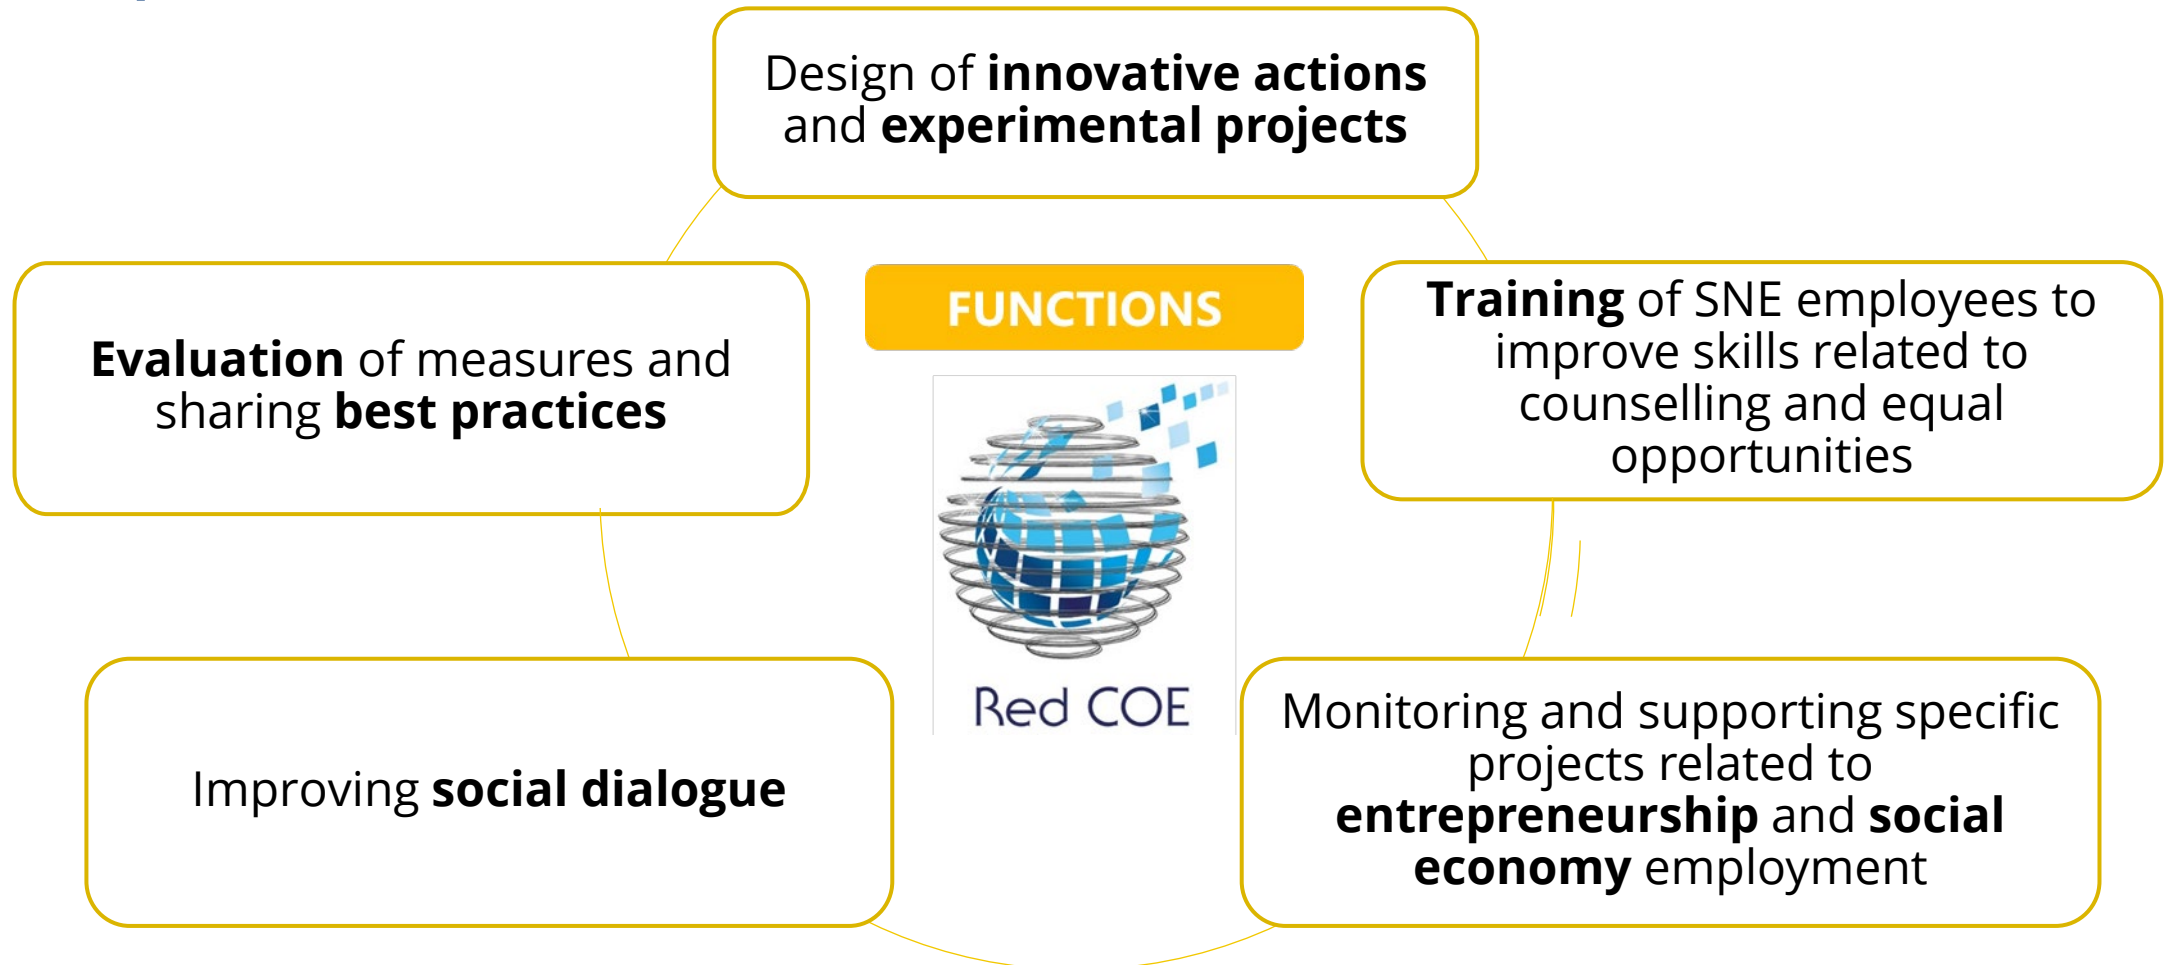 Design of innovative actions
and experimental projects
FUNCTIONS
Evaluation of measures and
sharing best practices
Training of SNE employees to
improve skills related to
counselling and equal
opportunities
Red COE
Improving social dialogue
Monitoring and supporting specific
projects related to
entrepreneurship and social
economy employment